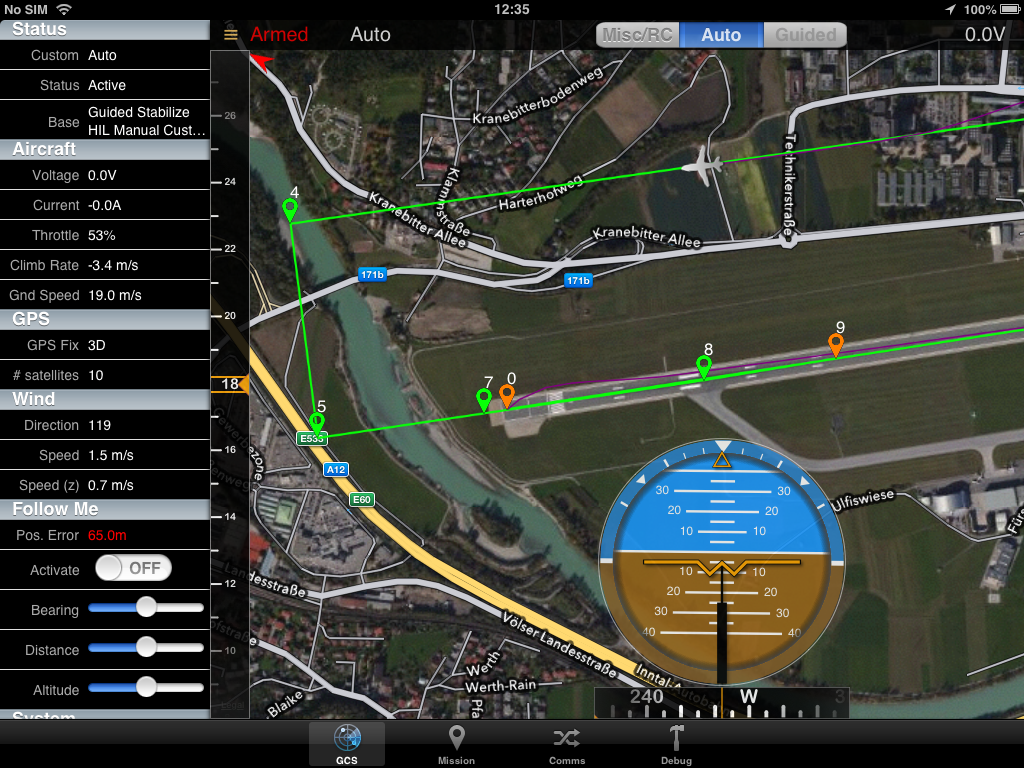 No SIM 12:35 100%
Status
Custom Auto
Status Active
Base Guided Stabilize
HIL Manual Cust...
Aircraft
Voltage 0.0V
Current -0.0A
Throttle 53%
Climb Rate -3.4 m/s
Gnd Speed 19.0 m/s
GPS
GPS Fix 3D
# satellites 10
Wind
Direction 119
Speed 1.5 m/s
Speed (z) 0.7 m/s
Follow Me
Pos. Error 65.0m
Activate OFF
Bearing
Distance
Altitude
System
Armed Auto Misc/RC Auto Guided 0.0V
26
24
22
20
18
16
14
12
10
Kranebitterbodenweg
Klammstraße
Harterhofweg
Technikerstraße
Kranebitter Allee
Kranebitter Allee
4
171b
171b
9
8
7
0
5
E533
A12
E60
Ulfiswiese
Landesstraße
Völser Landesstraße
Werth
Werth-Rain
Blaike
30 30
20 20
10 10
10 10
20 20
30 30
40 40
240 W 3
GCS Mission Comms Debug